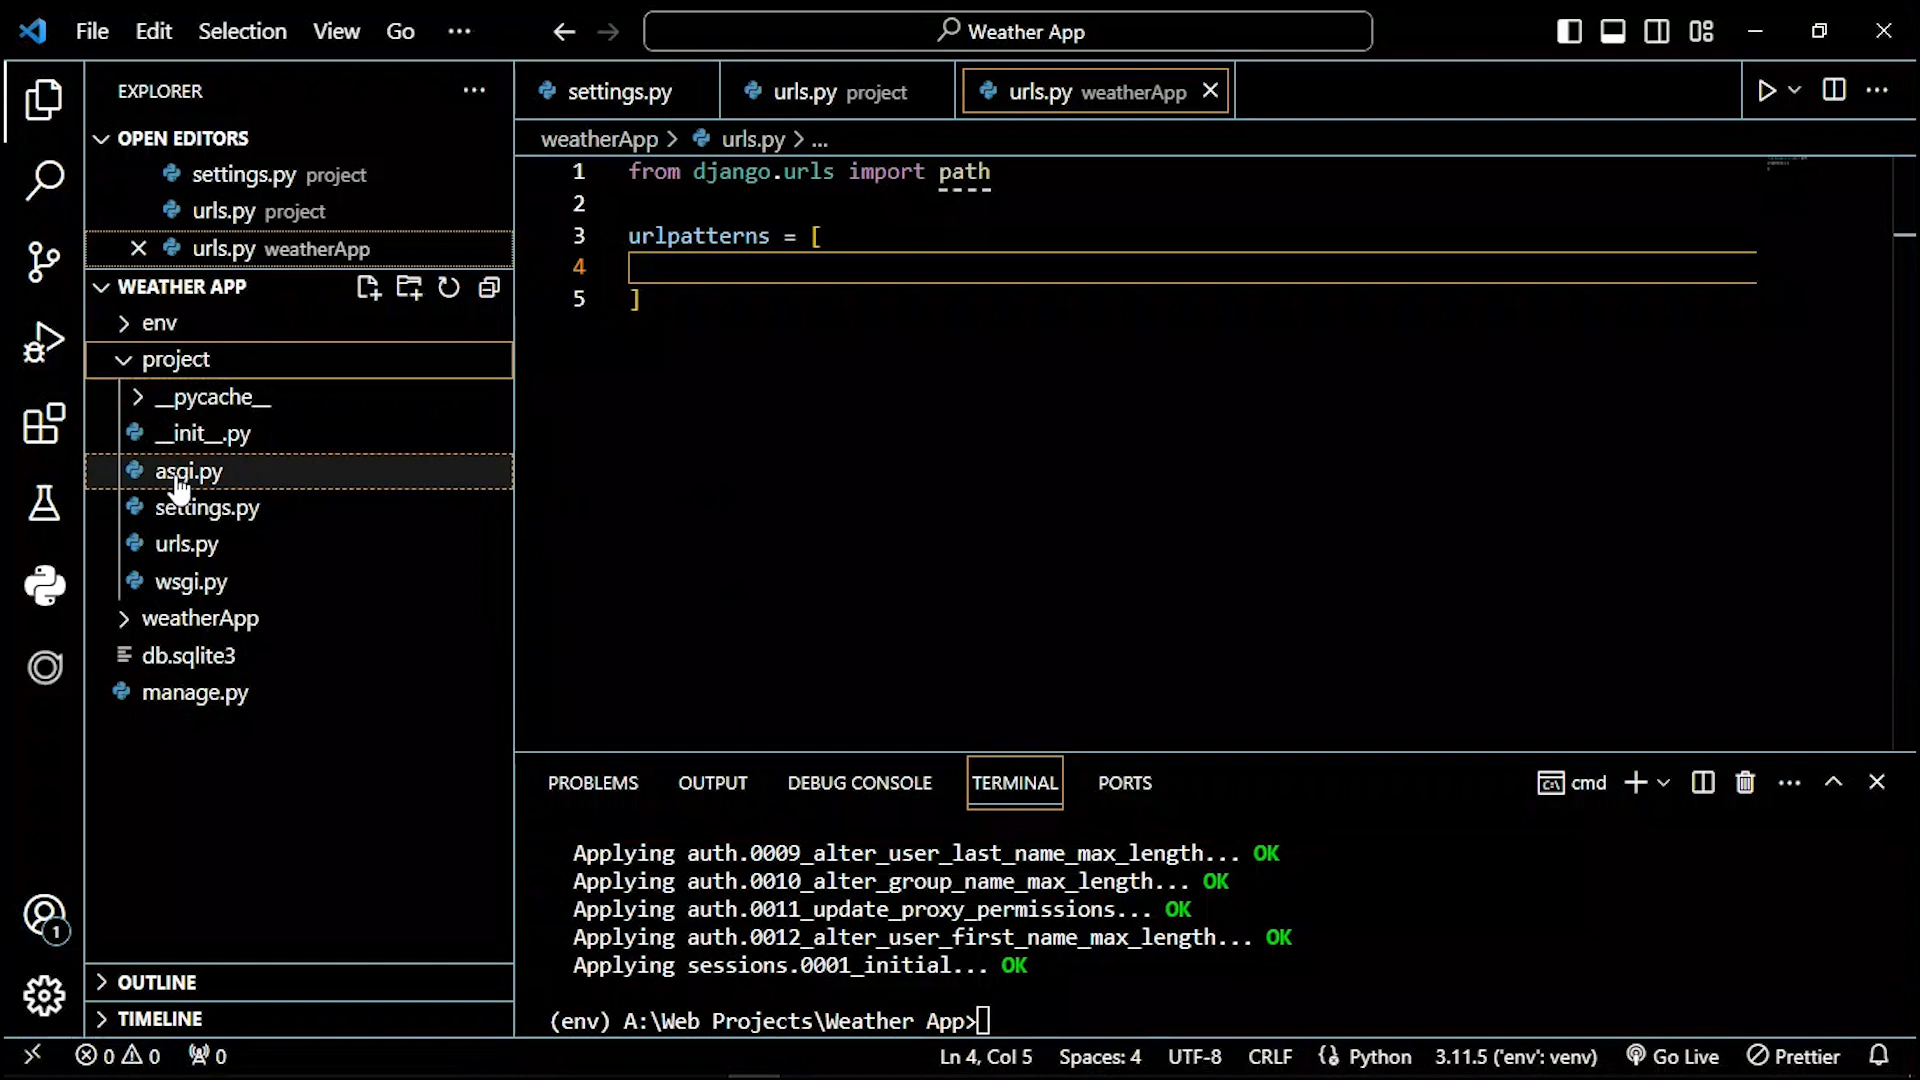 File Edit Selection View Go ...
Weather App
EXPLORER
OPEN EDITORS
settings.py project
urls.py project
urls.py weatherApp
WEATHER APP
env
project
__pycache__
__init__.py
asgi.py
settings.py
urls.py
wsgi.py
weatherApp
db.sqlite3
manage.py
OUTLINE
TIMELINE
settings.py
urls.py project
urls.py weatherApp
weatherApp > urls.py > ...
1 from django.urls import path
2
3 urlpatterns = [
4
5 ]
PROBLEMS OUTPUT DEBUG CONSOLE TERMINAL PORTS
cmd
Applying auth.0009_alter_user_last_name_max_length... OK
Applying auth.0010_alter_group_name_max_length... OK
Applying auth.0011_update_proxy_permissions... OK
Applying auth.0012_alter_user_first_name_max_length... OK
Applying sessions.0001_initial... OK
(env) A:\Web Projects\Weather App>
1
0 0 0 Ln 4, Col 5 Spaces: 4 UTF-8 CRLF Python 3.11.5 ('env': venv) Go Live Prettier